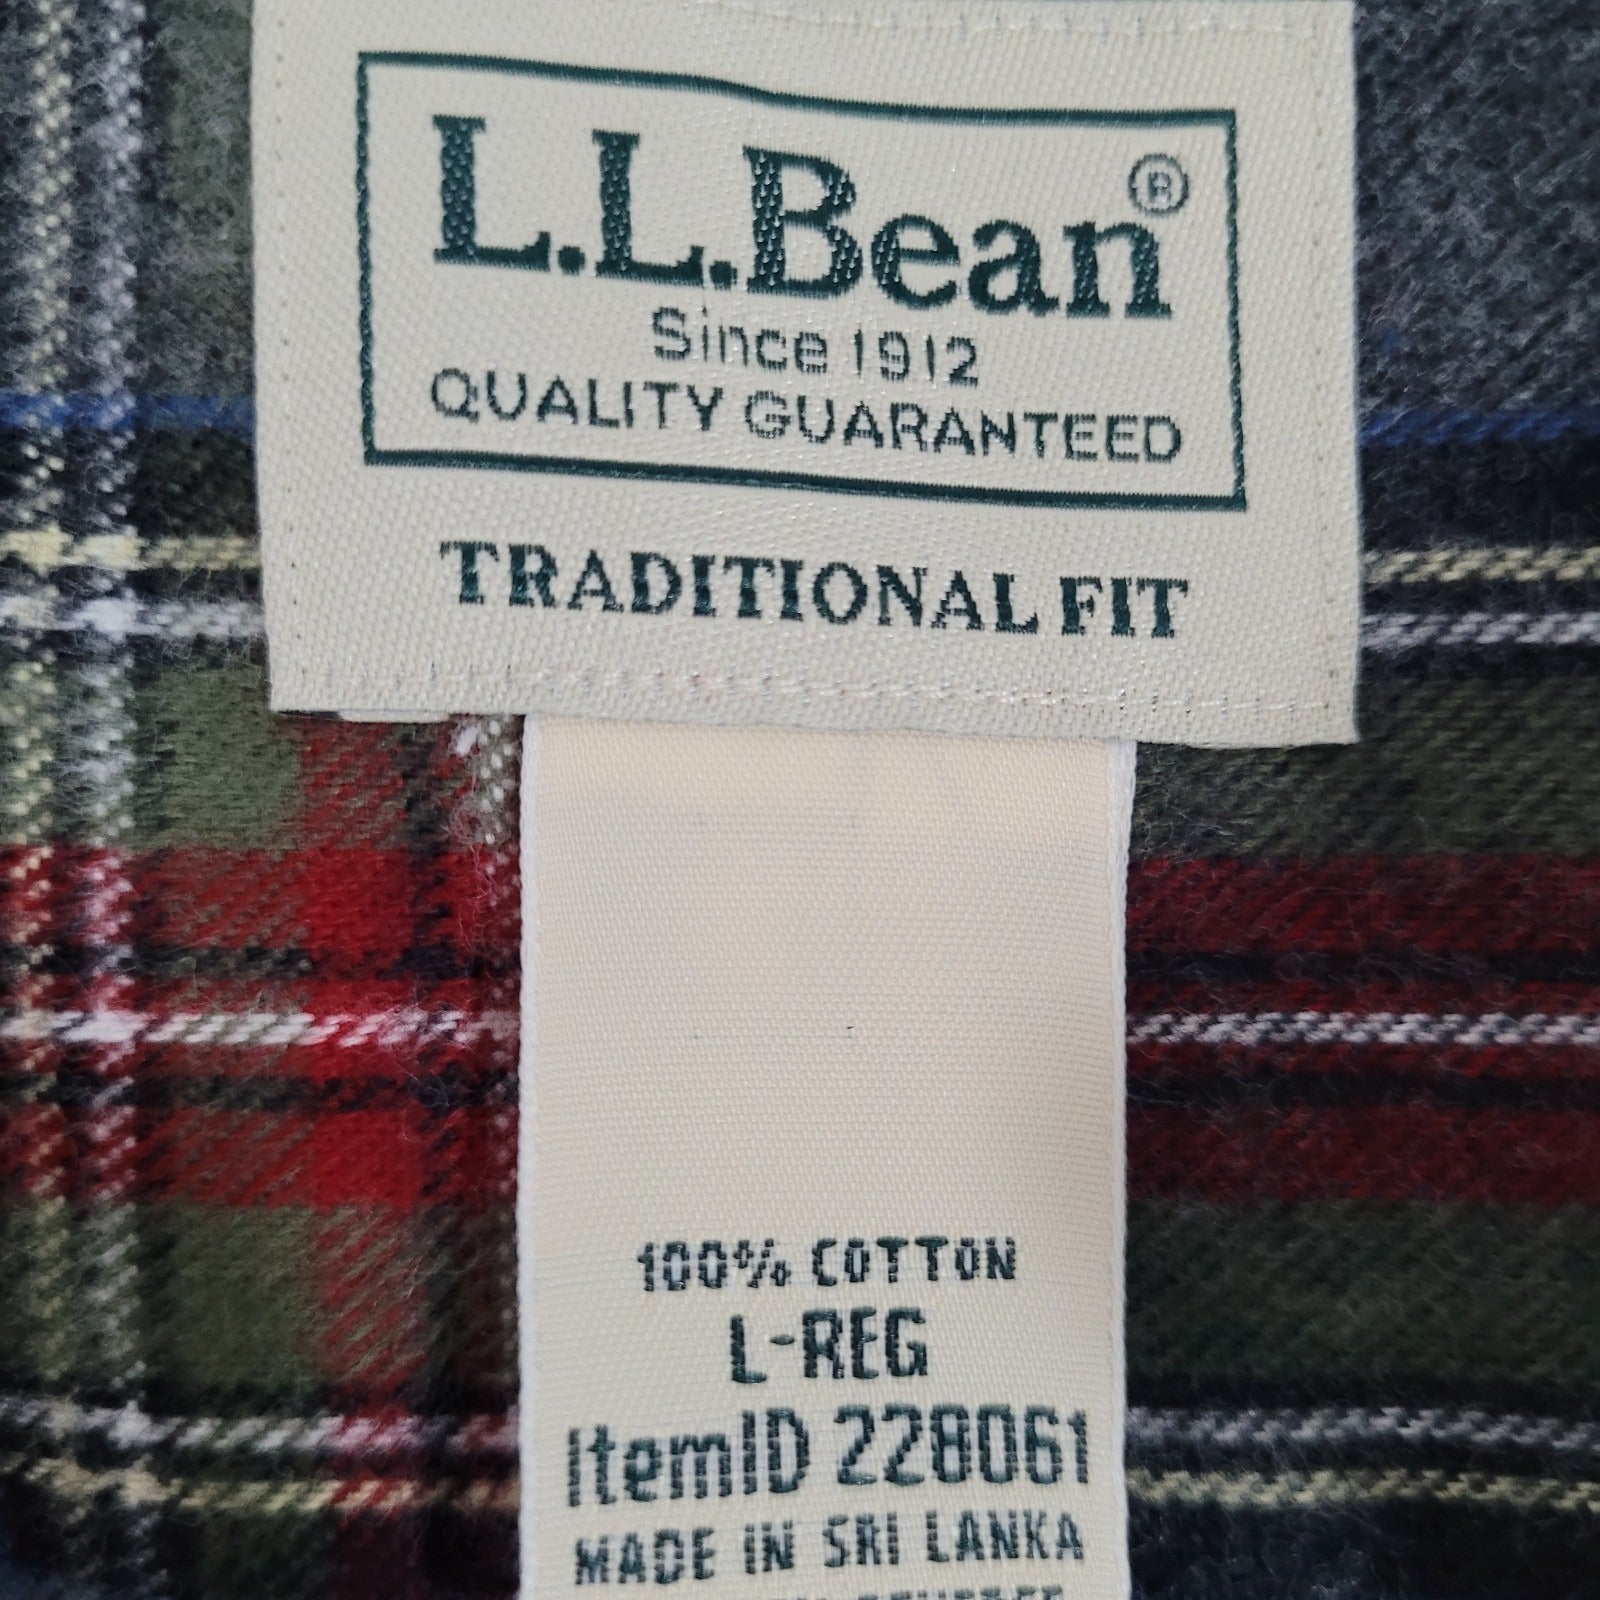 L.L.Bean®
Since 1912
QUALITY GUARANTEED
TRADITIONAL FIT
100% COTTON
L-REG
ItemID 228061
MADE IN SRI LANKA